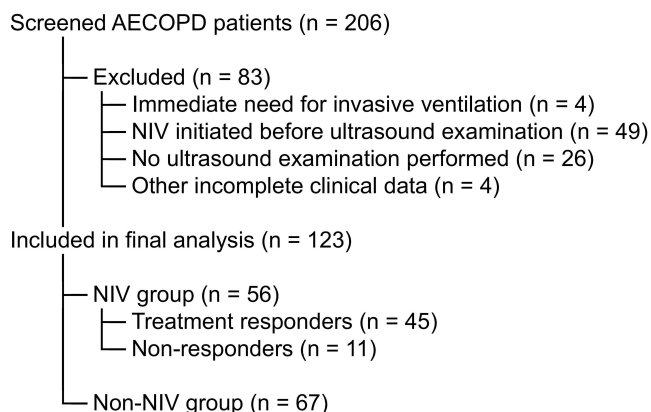 Screened AECOPD patients (n = 206)
Excluded (n = 83)
Immediate need for invasive ventilation (n = 4)
NIV initiated before ultrasound examination (n = 49)
No ultrasound examination performed (n = 26)
Other incomplete clinical data (n = 4)
Included in final analysis (n = 123)
NIV group (n = 56)
Treatment responders (n = 45)
Non-responders (n = 11)
Non-NIV group (n = 67)